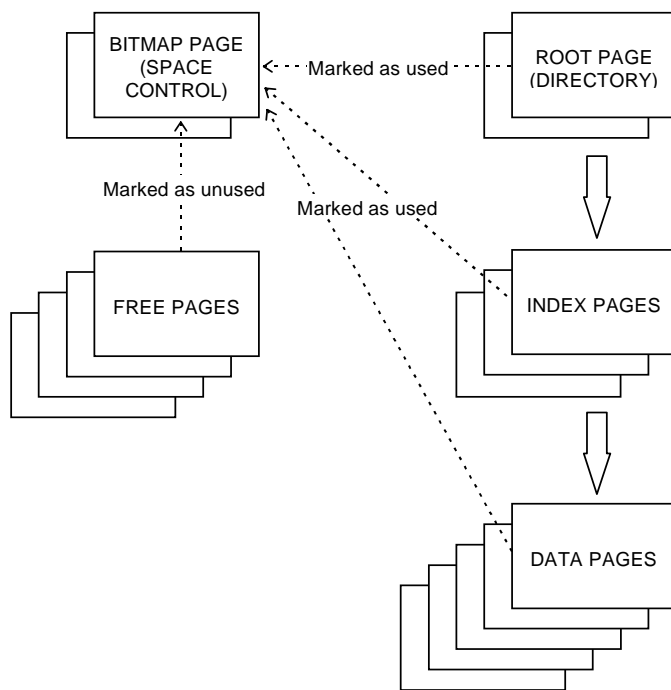 BITMAP PAGE
(SPACE
CONTROL)
Marked as used
ROOT PAGE
(DIRECTORY)
Marked as unused
Marked as used
FREE PAGES
INDEX PAGES
DATA PAGES